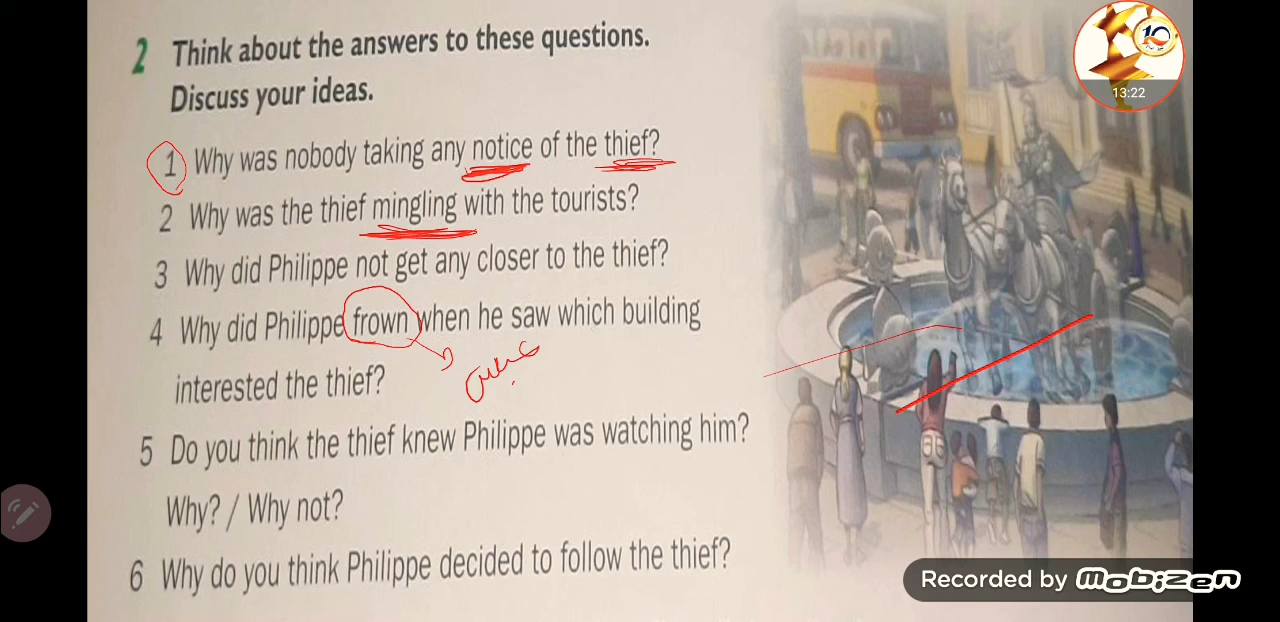 2 Think about the answers to these questions.
Discuss your ideas.
1 Why was nobody taking any notice of the thief?
2 Why was the thief mingling with the tourists?
3 Why did Philippe not get any closer to the thief?
4 Why did Philippe frown when he saw which building
interested the thief?
5 Do you think the thief knew Philippe was watching him?
Why? / Why not?
6 Why do you think Philippe decided to follow the thief?
10
13:22
Recorded by Mobizen